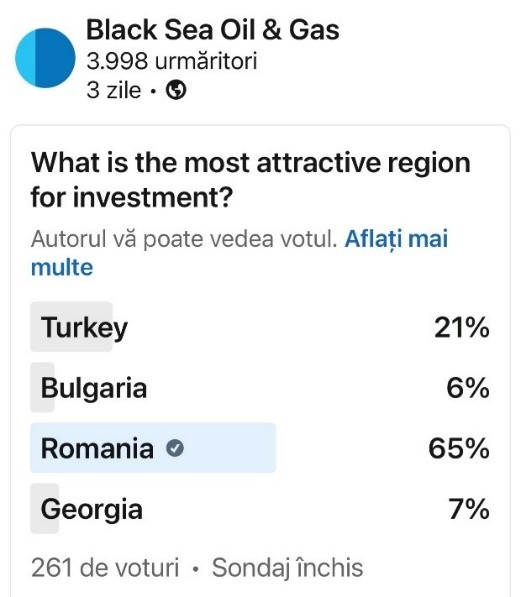 Black Sea Oil & Gas
3.998 urmăritori
3 zile •
What is the most attractive region
for investment?
Autorul vă poate vedea votul. Aflați mai
multe
Turkey 21%
Bulgaria 6%
Romania 65%
Georgia 7%
261 de voturi • Sondaj închis